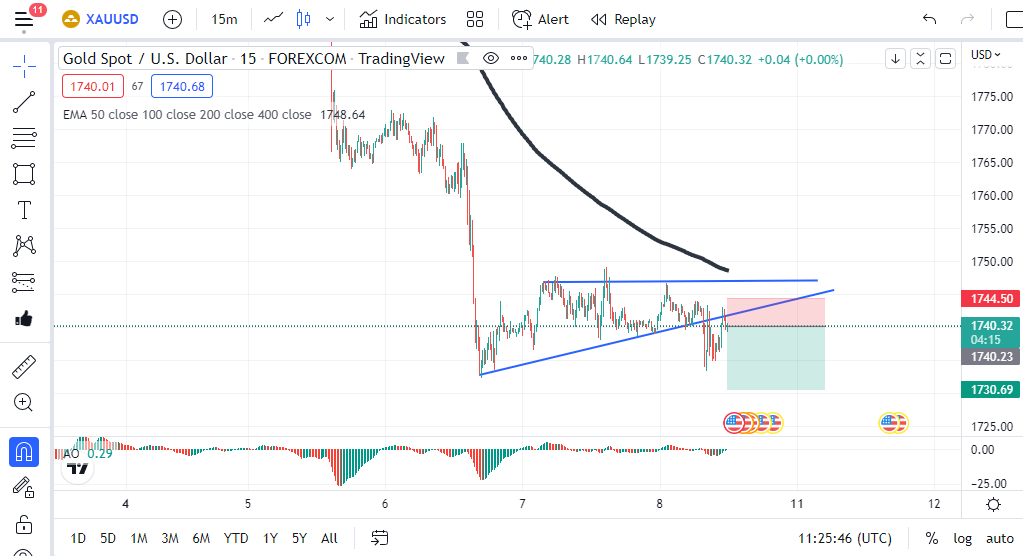 11
XAUUSD
15m
Indicators
Alert
Replay
Gold Spot / U.S. Dollar · 15 · FOREXCOM · TradingView
1740.28 H1740.64 L1739.25 C1740.32 +0.04 (+0.00%)
USD
1740.01 67 1740.68
EMA 50 close 100 close 200 close 400 close 1748.64
1775.00
1770.00
1765.00
1760.00
1755.00
1750.00
1744.50
1740.32
04:15
1740.23
1730.69
1725.00
AO 0.29
0.00
−25.00
4 5 6 7 8 11 12
1D 5D 1M 3M 6M YTD 1Y 5Y All
11:25:46 (UTC) % log auto